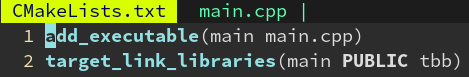 CMakeLists.txt main.cpp |
1 add_executable(main main.cpp)
2 target_link_libraries(main PUBLIC tbb)